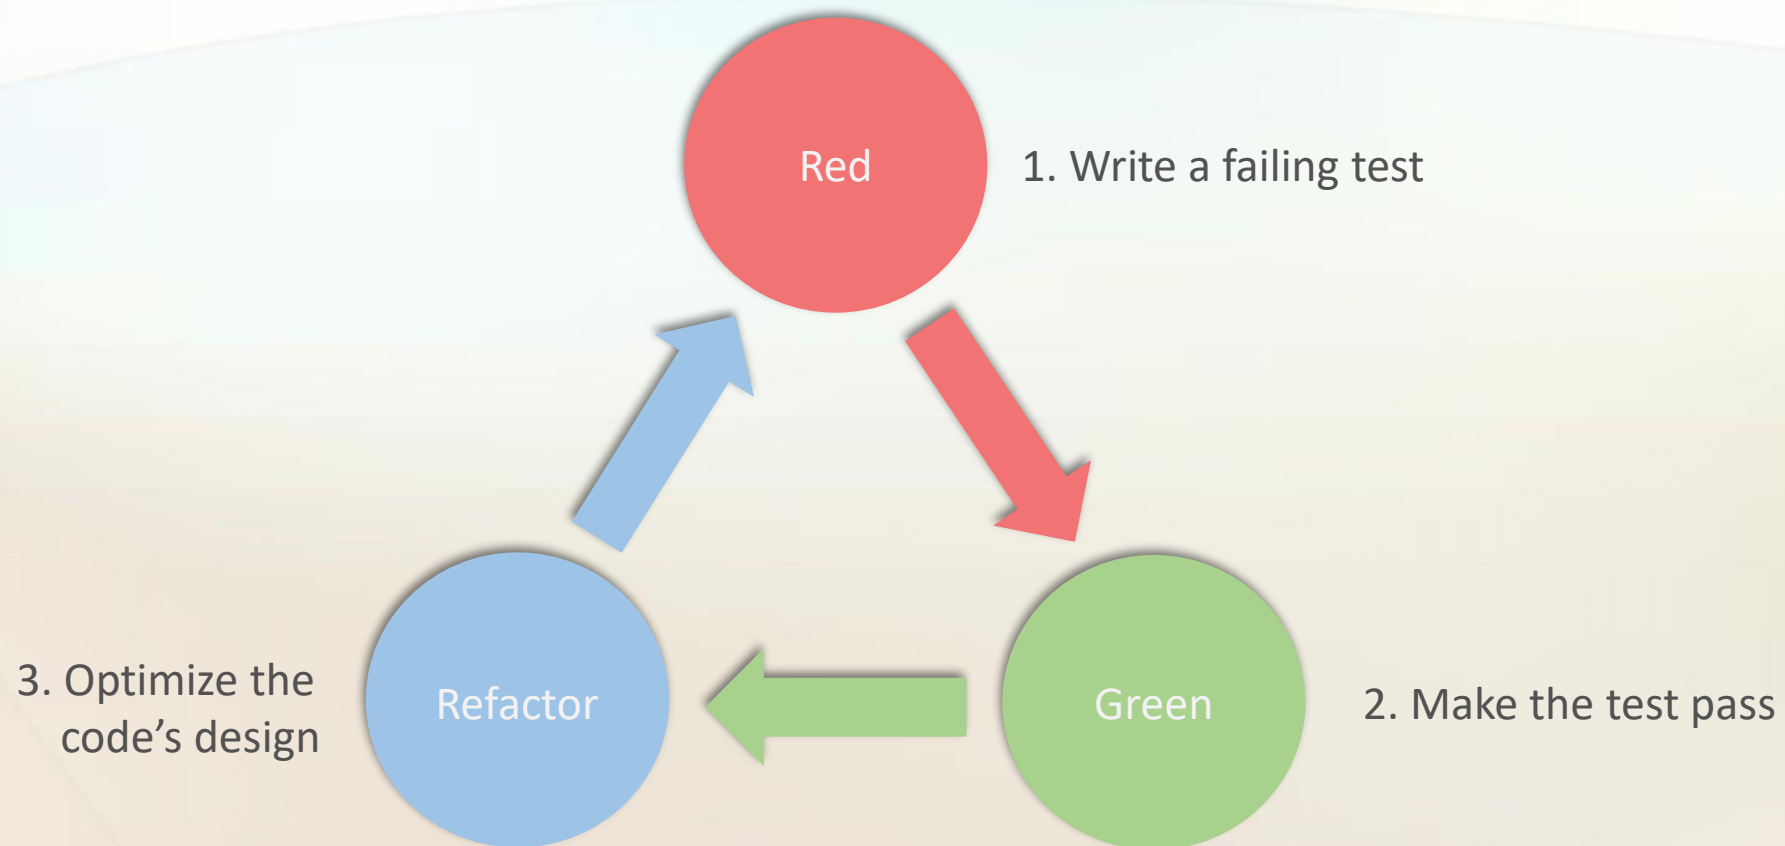 Red
1. Write a failing test
3. Optimize the
code’s design
Refactor
Green
2. Make the test pass